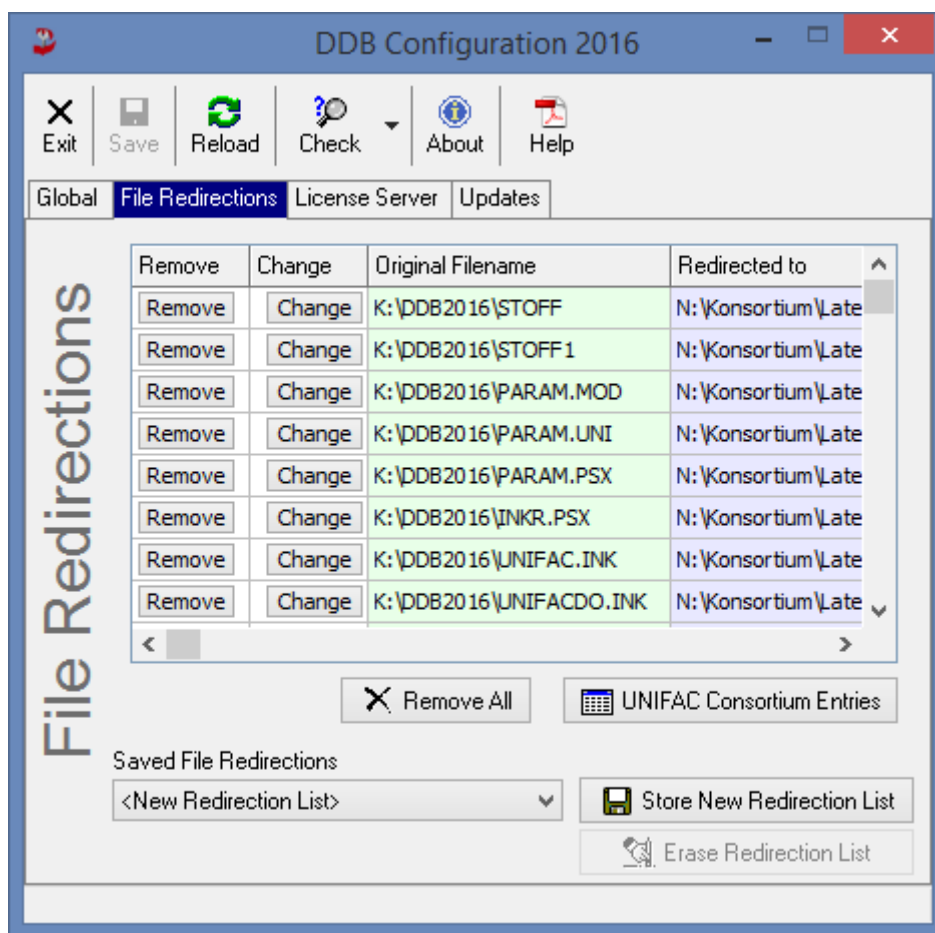 DDB Configuration 2016
Exit Save Reload Check About Help
Global File Redirections License Server Updates
File Redirections
Remove Change Original Filename Redirected to
Remove Change K:\DDB2016\STOFF N:\Konsortium\Late
Remove Change K:\DDB2016\STOFF1 N:\Konsortium\Late
Remove Change K:\DDB2016\PARAM.MOD N:\Konsortium\Late
Remove Change K:\DDB2016\PARAM.UNI N:\Konsortium\Late
Remove Change K:\DDB2016\PARAM.PSX N:\Konsortium\Late
Remove Change K:\DDB2016\INKR.PSX N:\Konsortium\Late
Remove Change K:\DDB2016\UNIFAC.INK N:\Konsortium\Late
Remove Change K:\DDB2016\UNIFACDO.INK N:\Konsortium\Late
Remove All UNIFAC Consortium Entries
Saved File Redirections
<New Redirection List> Store New Redirection List
Erase Redirection List